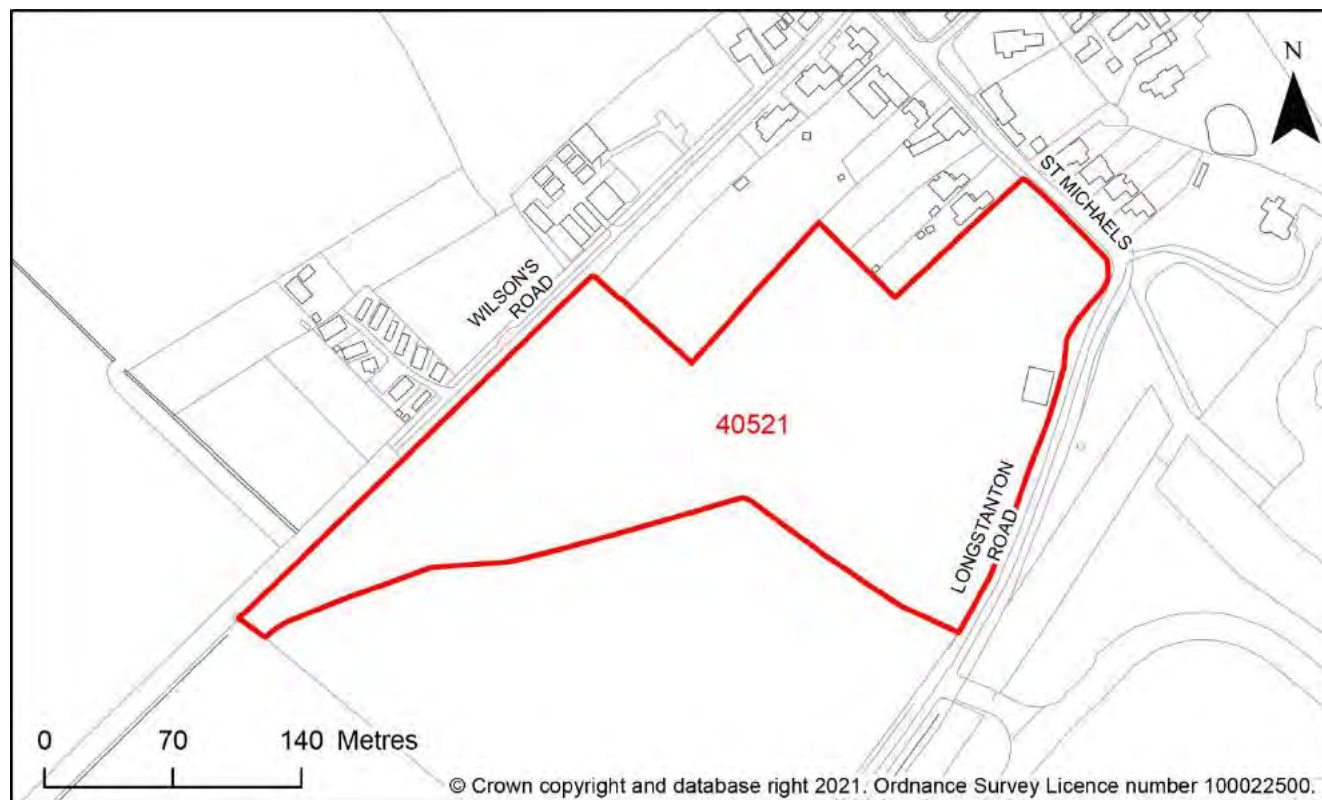 N
ST MICHAELS
WILSON'S
ROAD
40521
LONGSTANTON
ROAD
0 70 140 Metres
© Crown copyright and database right 2021. Ordnance Survey Licence number 100022500.